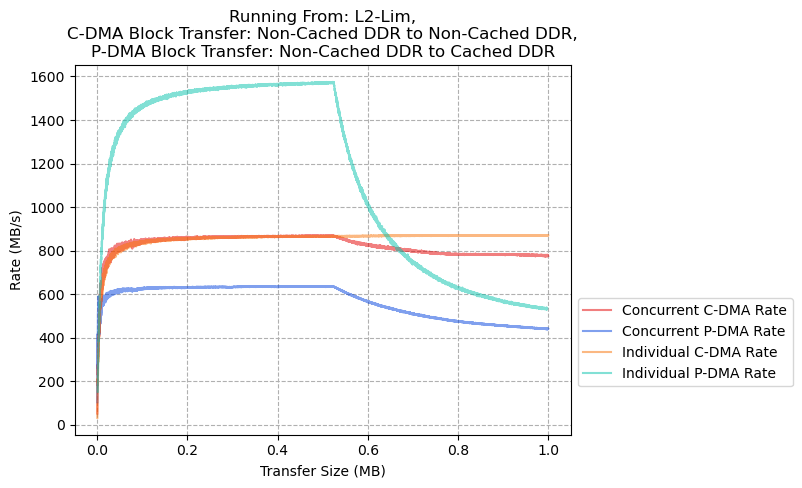 Running From: L2-Lim,
C-DMA Block Transfer: Non-Cached DDR to Non-Cached DDR,
P-DMA Block Transfer: Non-Cached DDR to Cached DDR
1600
1400
1200
1000
800
600
400
200
0
Rate (MB/s)
0.0 0.2 0.4 0.6 0.8 1.0
Transfer Size (MB)
Concurrent C-DMA Rate
Concurrent P-DMA Rate
Individual C-DMA Rate
Individual P-DMA Rate